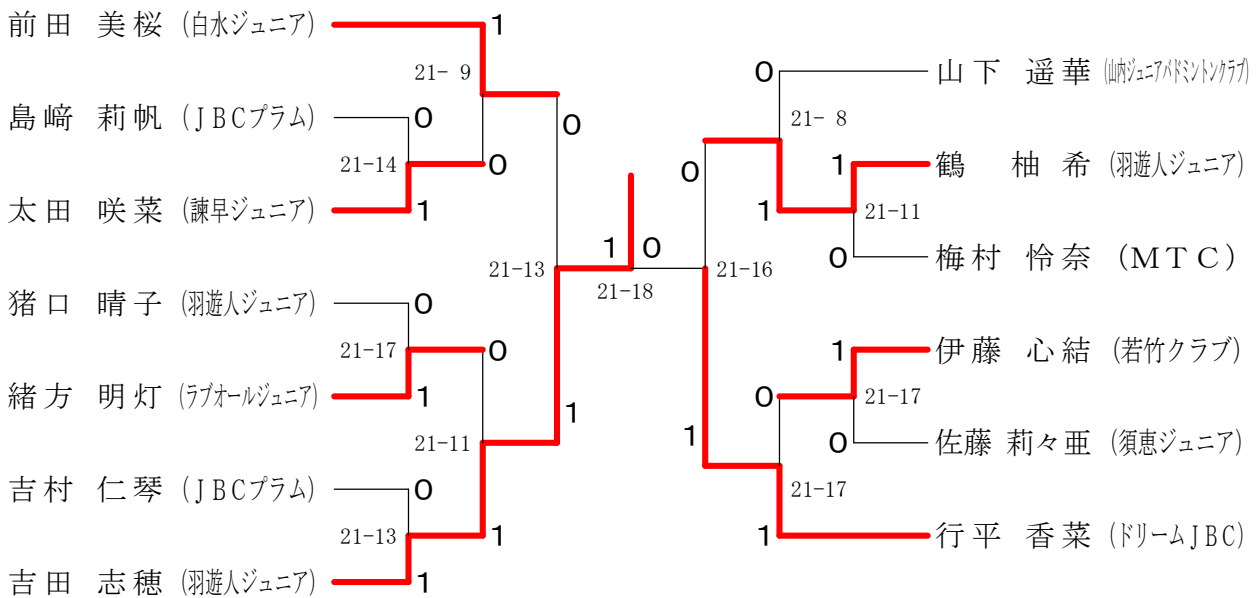 前田 美桜 (白水ジュニア)
1
21- 9
島﨑 莉帆 (JBCプラム)
0
0
21-14
0
太田 咲菜 (諫早ジュニア)
1
21-13
猪口 晴子 (羽遊人ジュニア)
0
21-17
0
緒方 明灯 (ラブオールジュニア)
1
1
21-11
吉村 仁琴 (JBCプラム)
0
21-13
1
吉田 志穂 (羽遊人ジュニア)
1
1
0
21-18
0
山下 遥華 (山内ジュニアバドミントンクラブ)
21- 8
0
1
鶴 柚希 (羽遊人ジュニア)
1
21-11
0
梅村 怜奈 (MTC)
21-16
1
伊藤 心結 (若竹クラブ)
0
21-17
1
0
佐藤 莉々亜 (須恵ジュニア)
21-17
1
行平 香菜 (ドリームJBC)